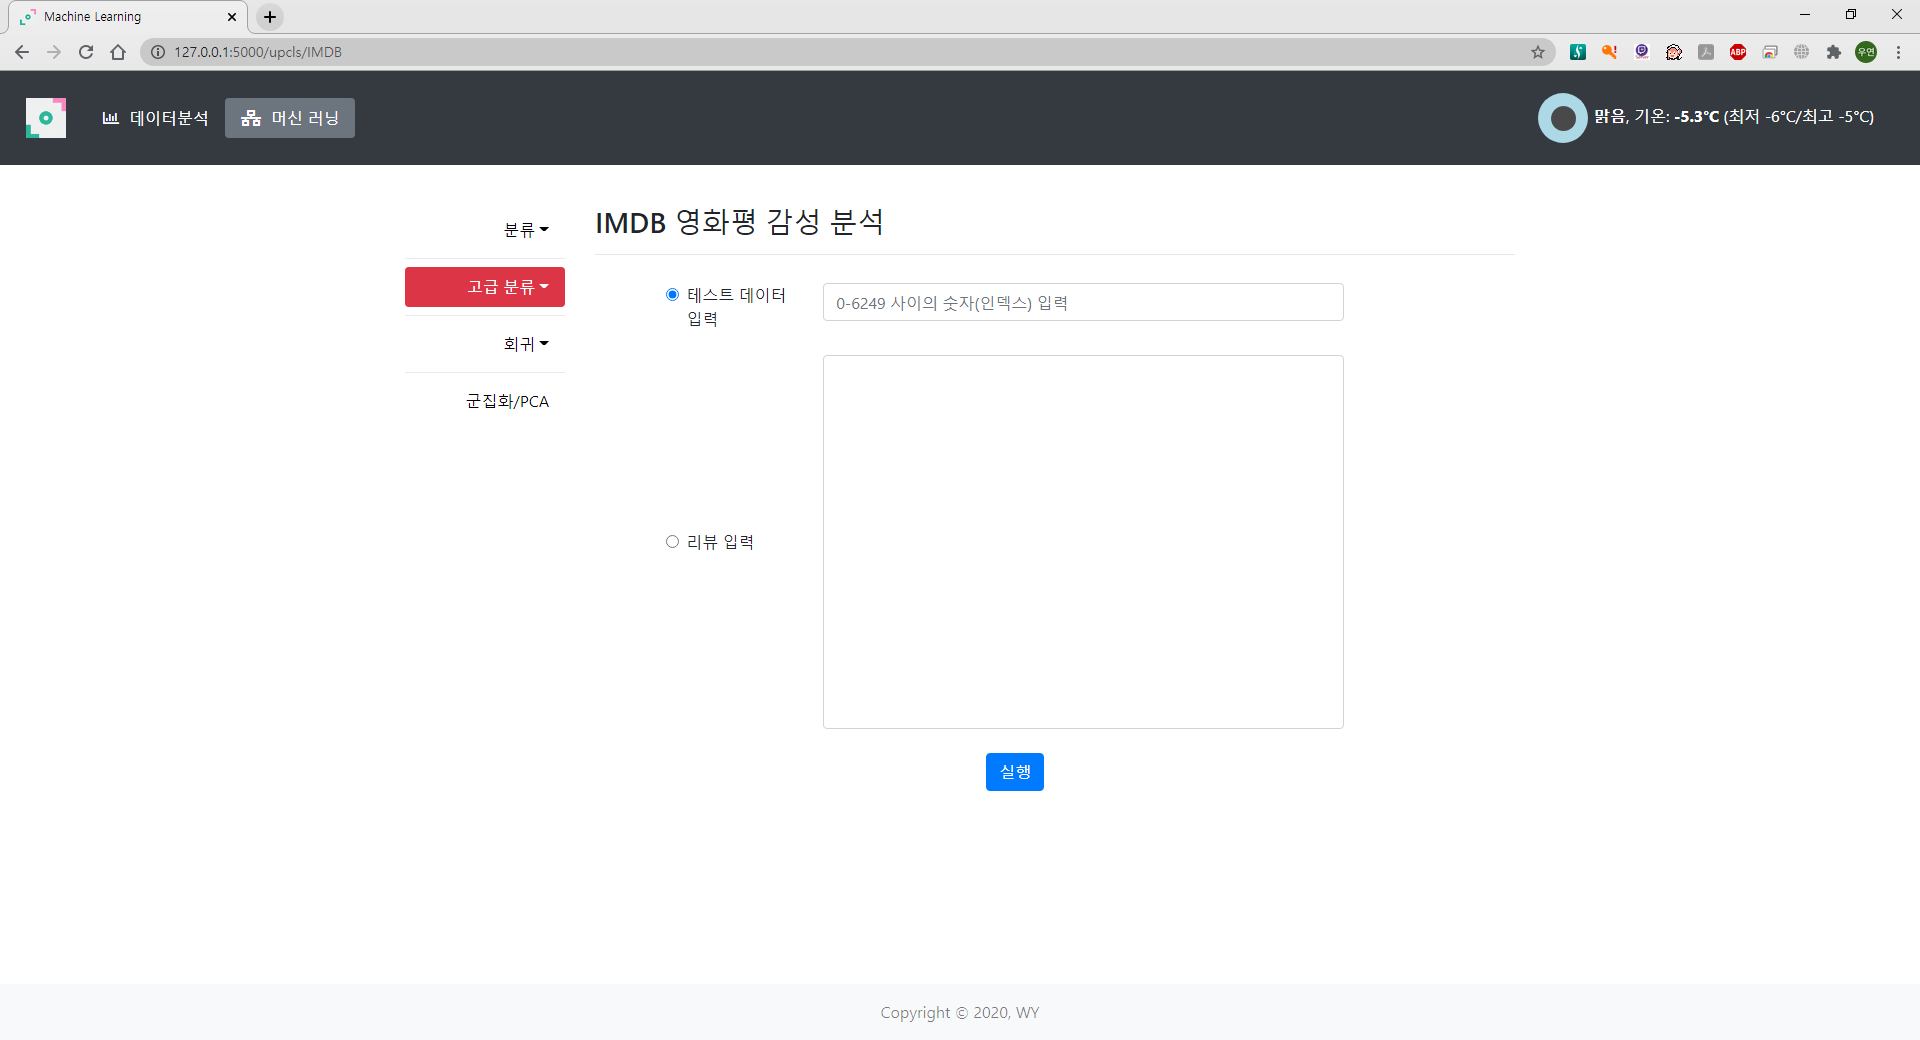 Machine Learning
127.0.0.1:5000/upcls/IMDB
ABP
우연
데이터분석
머신 러닝
맑음, 기온: -5.3℃ (최저 -6℃/최고 -5℃)
분류
고급 분류
회귀
군집화/PCA
IMDB 영화평 감성 분석
테스트 데이터
입력
0-6249 사이의 숫자(인덱스) 입력
리뷰 입력
실행
Copyright © 2020, WY